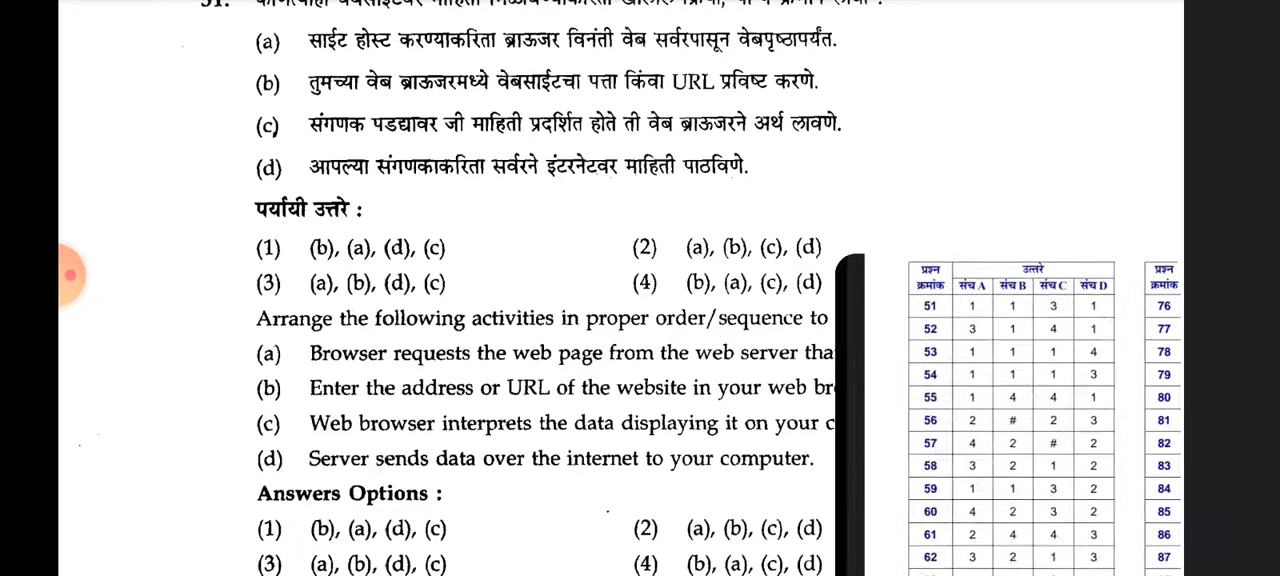 51.
(a) साईट होस्ट करण्याकरिता ब्राऊजर विनंती वेब सर्वरपासून वेबपृष्ठापर्यंत.
(b) तुमच्या वेब ब्राऊजरमध्ये वेबसाईटचा पत्ता किंवा URL प्रविष्ट करणे.
(c) संगणक पडद्यावर जी माहिती प्रदर्शित होते ती वेब ब्राऊजरने अर्थ लावणे.
(d) आपल्या संगणकाकरिता सर्वरने इंटरनेटवर माहिती पाठविणे.
पर्यायी उत्तरे :
(1) (b), (a), (d), (c) (2) (a), (b), (c), (d)
(3) (a), (b), (d), (c) (4) (b), (a), (c), (d)
Arrange the following activities in proper order/sequence to
(a) Browser requests the web page from the web server tha
(b) Enter the address or URL of the website in your web br
(c) Web browser interprets the data displaying it on your c
(d) Server sends data over the internet to your computer.
Answers Options :
(1) (b), (a), (d), (c) (2) (a), (b), (c), (d)
(3) (a), (b), (d), (c) (4) (b), (a), (c), (d)
प्रश्न उत्तरे प्रश्न
क्रमांक संच A संच B संच C संच D क्रमांक
51 1 1 3 1 76
52 3 1 4 1 77
53 1 1 1 4 78
54 1 1 1 3 79
55 1 4 4 1 80
56 2 # 2 3 81
57 4 2 # 2 82
58 3 2 1 2 83
59 1 1 3 2 84
60 4 2 3 2 85
61 2 4 4 3 86
62 3 2 1 3 87